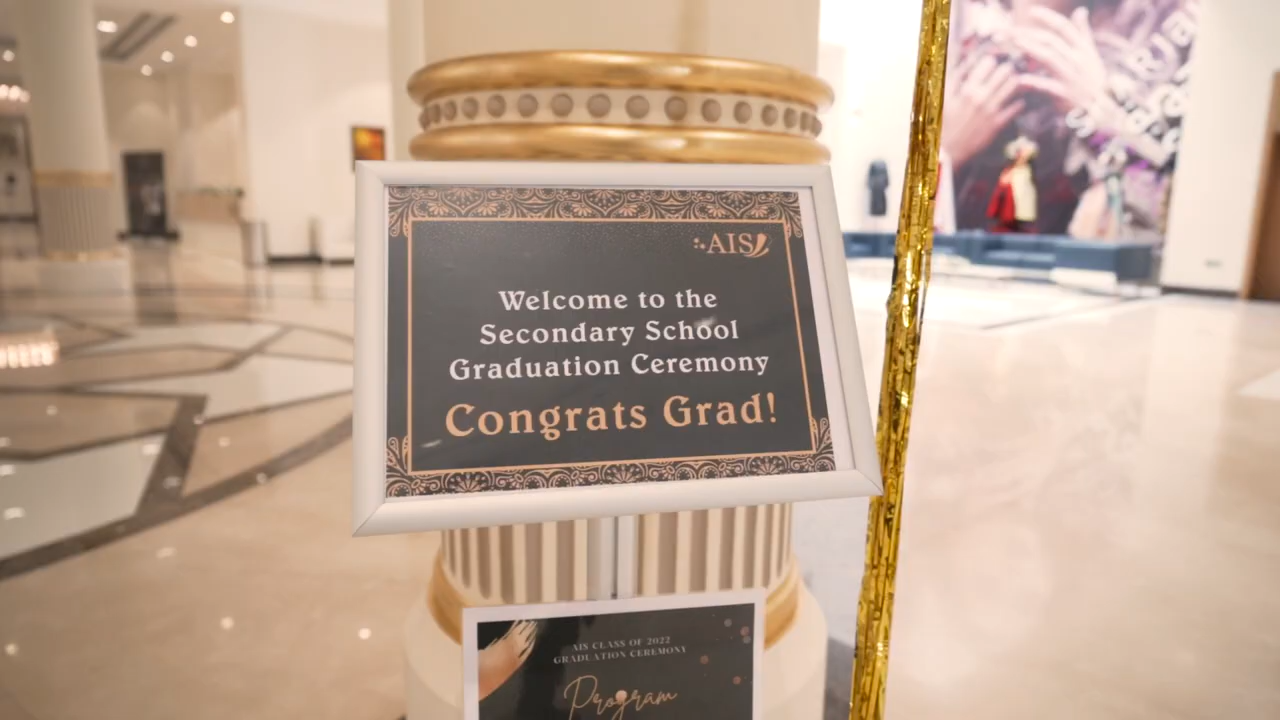 AIS
Welcome to the
Secondary School
Graduation Ceremony
Congrats Grad!
AIS CLASS OF 2022
GRADUATION CEREMONY
Program